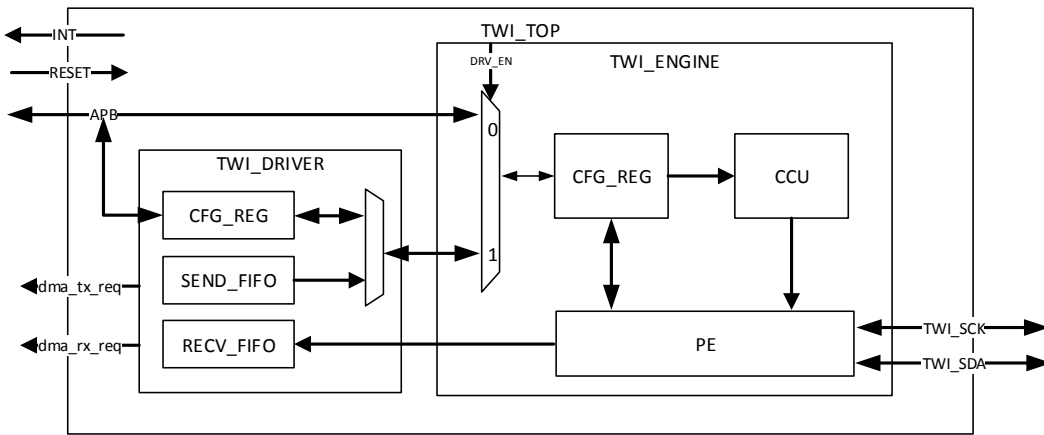 TWI_TOP
INT
RESET
DRV_EN
TWI_ENGINE
APB
0
TWI_DRIVER
CFG_REG
CFG_REG
CCU
1
SEND_FIFO
dma_tx_req
RECV_FIFO
dma_rx_req
PE
TWI_SCK
TWI_SDA